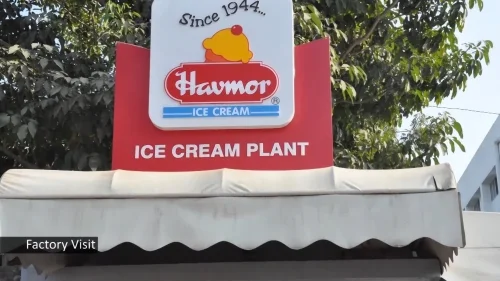 Since 1944...
Havmor
®
ICE CREAM
ICE CREAM PLANT
Factory Visit